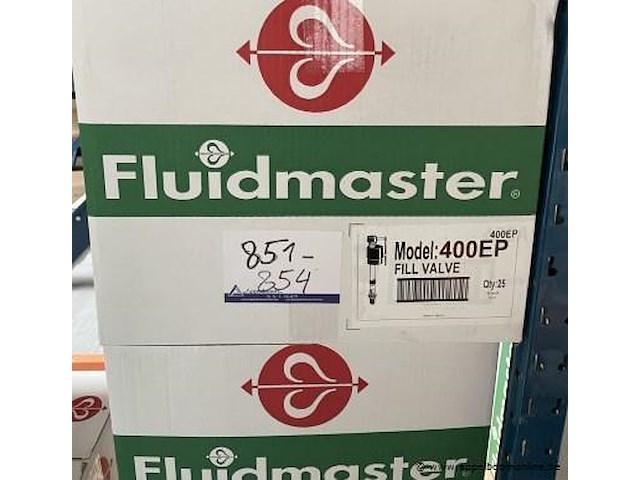 Fluidmaster®
851-
854
400EP
Model:400EP
FILL VALVE
Qty:25
Fluidmaster